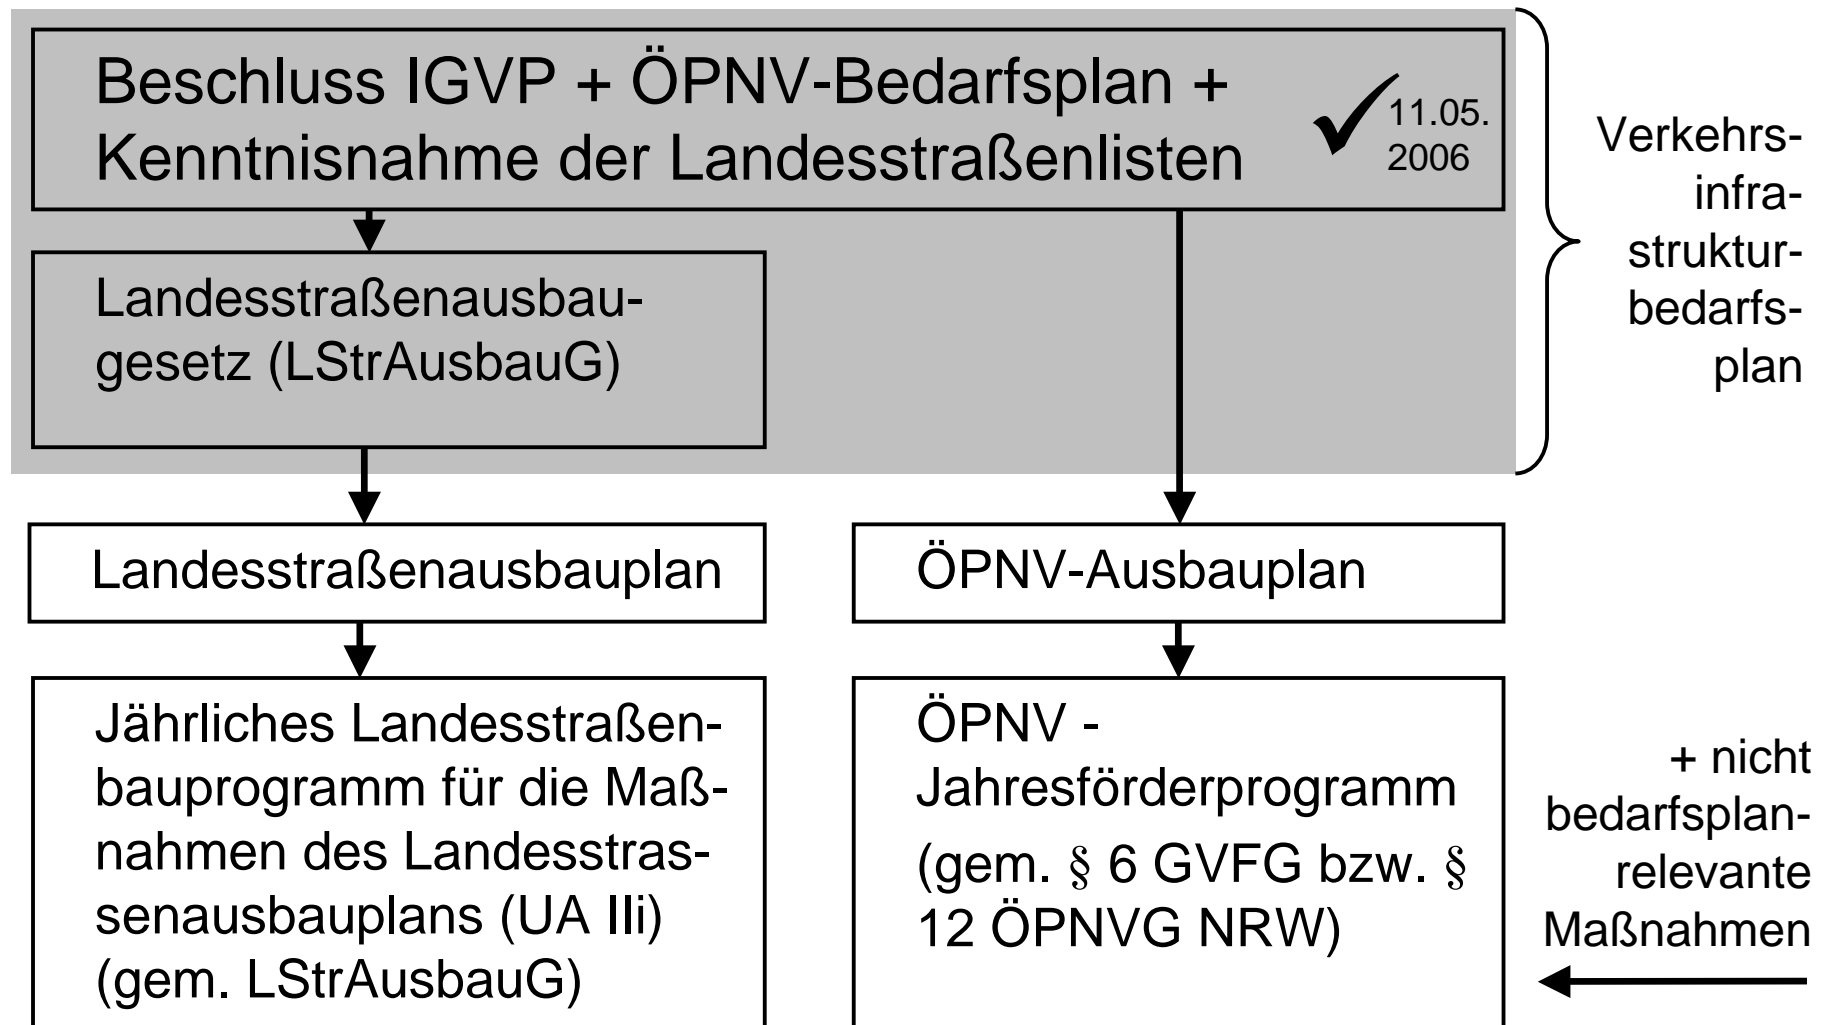 Beschluss IGVP + ÖPNV-Bedarfsplan +
Kenntnisnahme der Landesstraßenlisten
11.05.
2006
Verkehrs-
infra-
struktur-
bedarfs-
plan
Landesstraßenausbau-
gesetz (LStrAusbauG)
Landesstraßenausbauplan
ÖPNV-Ausbauplan
Jährliches Landesstraßen-
bauprogramm für die Maß-
nahmen des Landesstras-
senausbauplans (UA IIi)
(gem. LStrAusbauG)
ÖPNV -
Jahresförderprogramm
(gem. § 6 GVFG bzw. §
12 ÖPNVG NRW)
+ nicht
bedarfsplan-
relevante
Maßnahmen